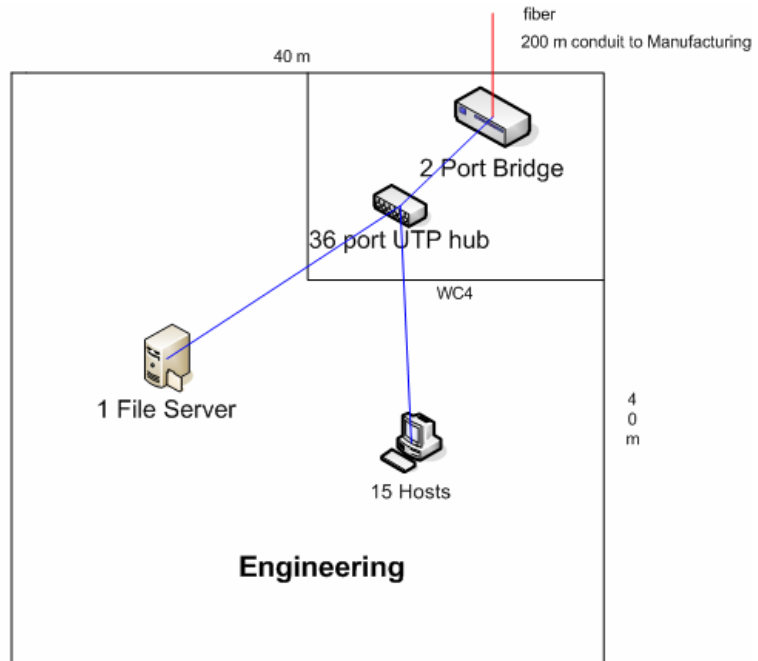 fiber
200 m conduit to Manufacturing
40 m
2 Port Bridge
36 port UTP hub
WC4
1 File Server
4
0
m
15 Hosts
Engineering